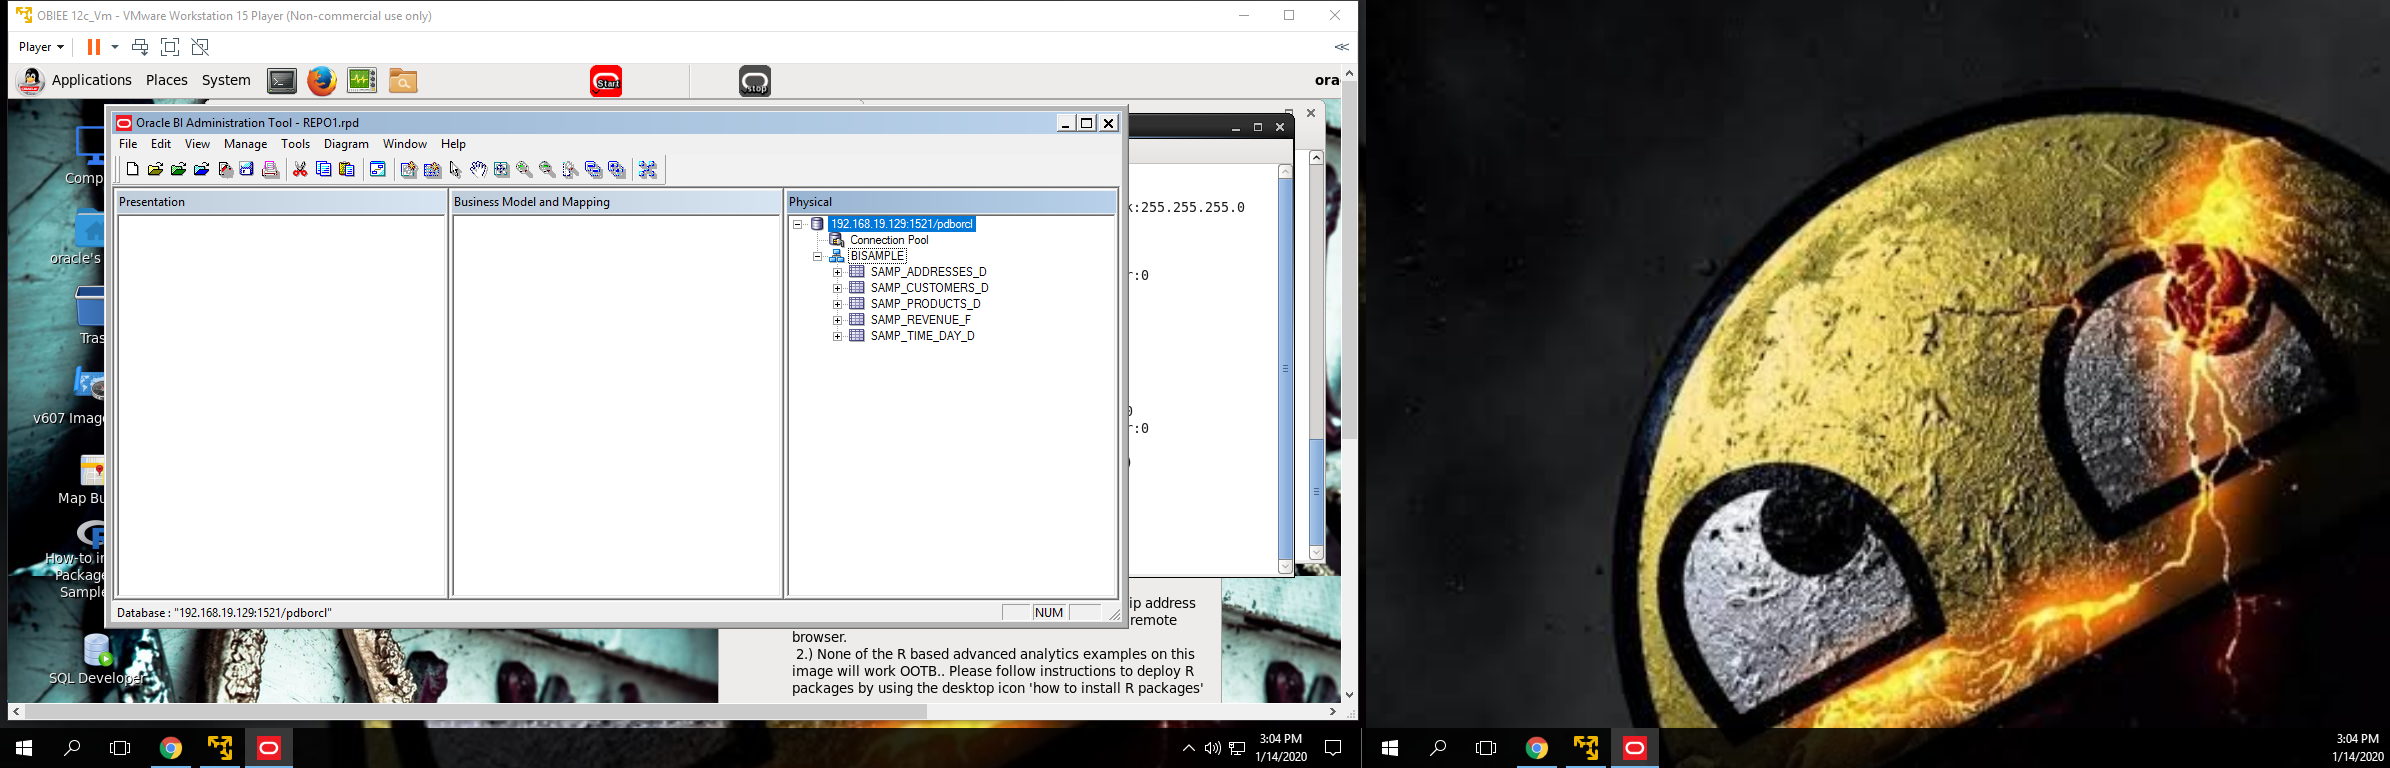 OBIEE 12c_Vm - VMware Workstation 15 Player (Non-commercial use only)
Player
Applications Places System
Start
stop
ora
Comp
oracle's
Tras
v607 Imag
Map Bu
How-to in
Package
Sample
SQL Developer
Oracle BI Administration Tool - REPO1.rpd
File Edit View Manage Tools Diagram Window Help
Presentation
Business Model and Mapping
Physical
192.168.19.129:1521/pdborcl
Connection Pool
BISAMPLE
SAMP_ADDRESSES_D
SAMP_CUSTOMERS_D
SAMP_PRODUCTS_D
SAMP_REVENUE_F
SAMP_TIME_DAY_D
Database : "192.168.19.129:1521/pdborcl"
NUM
k:255.255.255.0
r:0
0
r:0
)
ip address
remote
browser.
2.) None of the R based advanced analytics examples on this
image will work OOTB.. Please follow instructions to deploy R
packages by using the desktop icon 'how to install R packages'
3:04 PM
1/14/2020
3:04 PM
1/14/2020